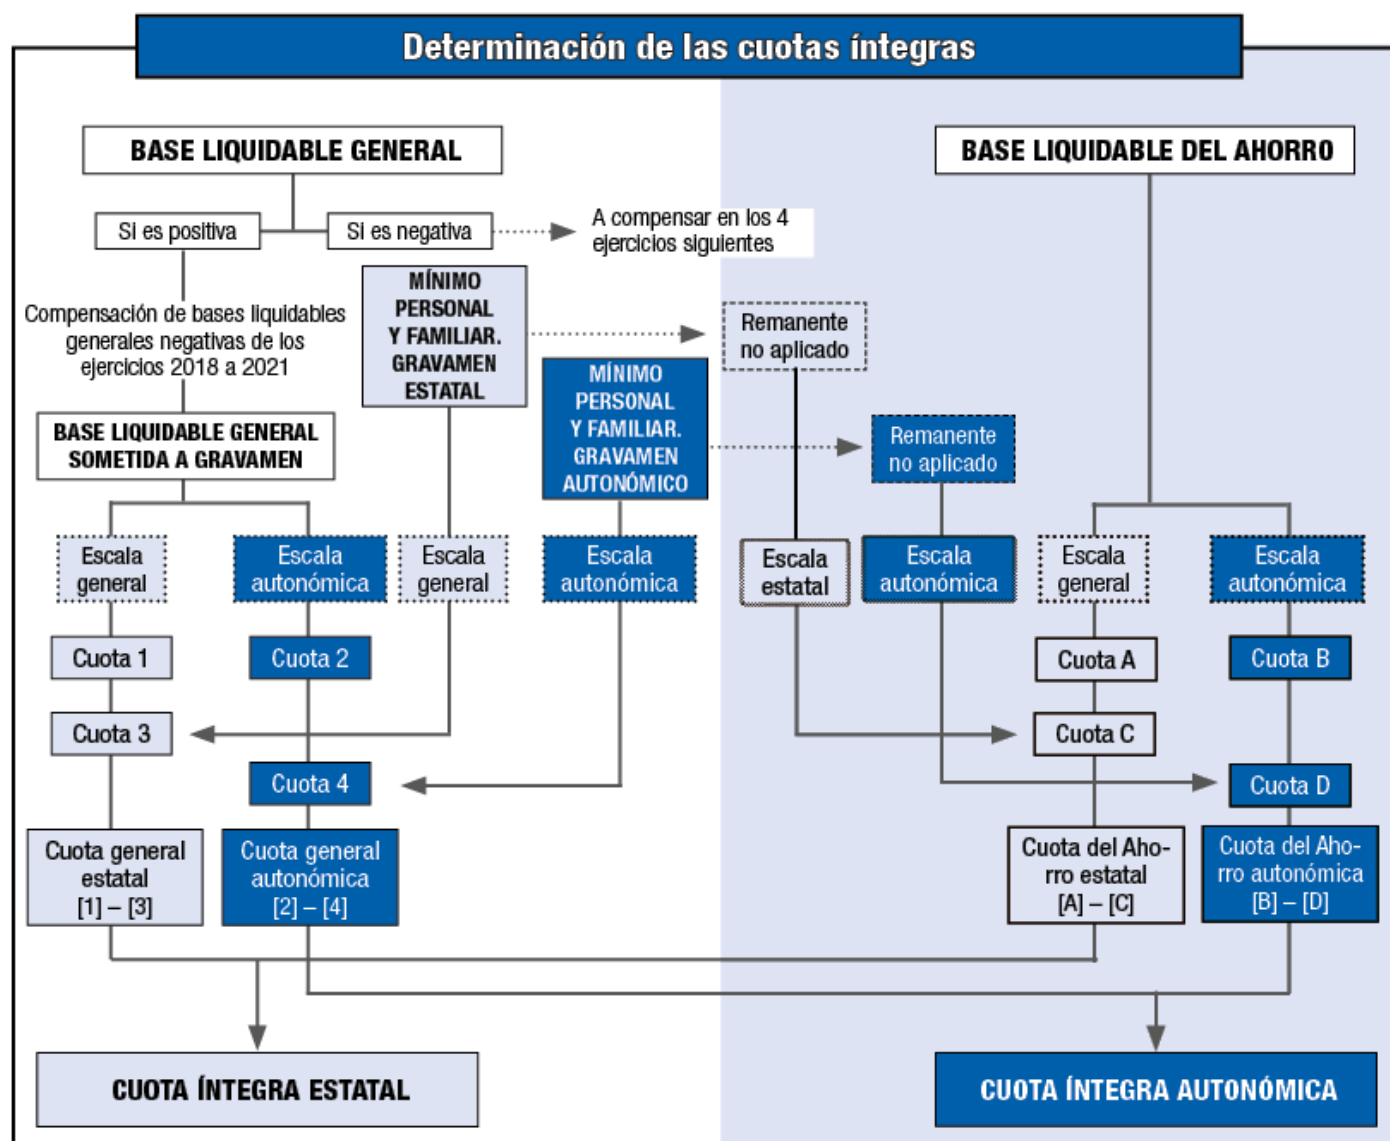 Determinación de las cuotas íntegras
BASE LIQUIDABLE GENERAL
BASE LIQUIDABLE DEL AHORRO
Si es positiva
Si es negativa
A compensar en los 4
ejercicios siguientes
Compensación de bases liquidables
generales negativas de los
ejercicios 2018 a 2021
MÍNIMO
PERSONAL
Y FAMILIAR.
GRAVAMEN
ESTATAL
Remanente
no aplicado
MÍNIMO
PERSONAL
Y FAMILIAR.
GRAVAMEN
AUTONÓMICO
Remanente
no aplicado
BASE LIQUIDABLE GENERAL
SOMETIDA A GRAVAMEN
Escala
general
Escala
autonómica
Escala
general
Escala
autonómica
Escala
estatal
Escala
autonómica
Escala
general
Escala
autonómica
Cuota 1
Cuota 2
Cuota A
Cuota B
Cuota 3
Cuota C
Cuota 4
Cuota D
Cuota general
estatal
[1] – [3]
Cuota general
autonómica
[2] – [4]
Cuota del Aho-
rro estatal
[A] – [C]
Cuota del Aho-
rro autonómica
[B] – [D]
CUOTA ÍNTEGRA ESTATAL
CUOTA ÍNTEGRA AUTONÓMICA